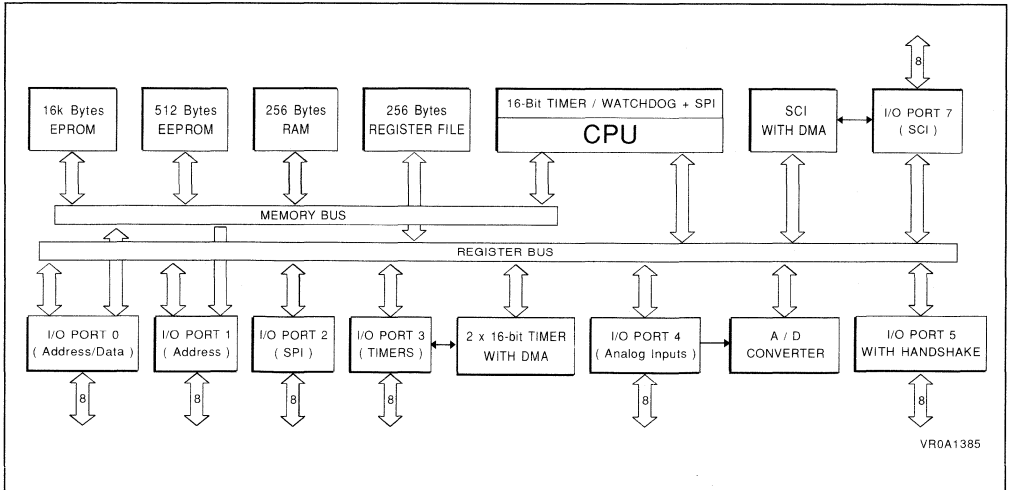 8
16k Bytes
EPROM
512 Bytes
EEPROM
256 Bytes
RAM
256 Bytes
REGISTER FILE
16-Bit TIMER / WATCHDOG + SPI
CPU
SCI
WITH DMA
I/O PORT 7
( SCI )
MEMORY BUS
REGISTER BUS
I/O PORT 0
( Address/Data )
I/O PORT 1
( Address )
I/O PORT 2
( SPI )
I/O PORT 3
( TIMERS )
2 x 16-bit TIMER
WITH DMA
I/O PORT 4
( Analog Inputs )
A / D
CONVERTER
I/O PORT 5
WITH HANDSHAKE
8
8
8
8
8
8
VR0A1385